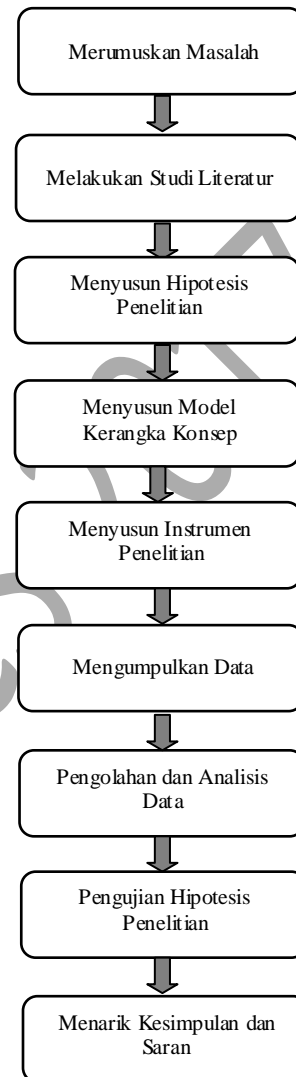 Merumuskan Masalah
Melakukan Studi Literatur
Menyusun Hipotesis
Penelitian
Menyusun Model
Kerangka Konsep
Menyusun Instrumen
Penelitian
Mengumpulkan Data
Pengolahan dan Analisis
Data
Pengujian Hipotesis
Penelitian
Menarik Kesimpulan dan
Saran